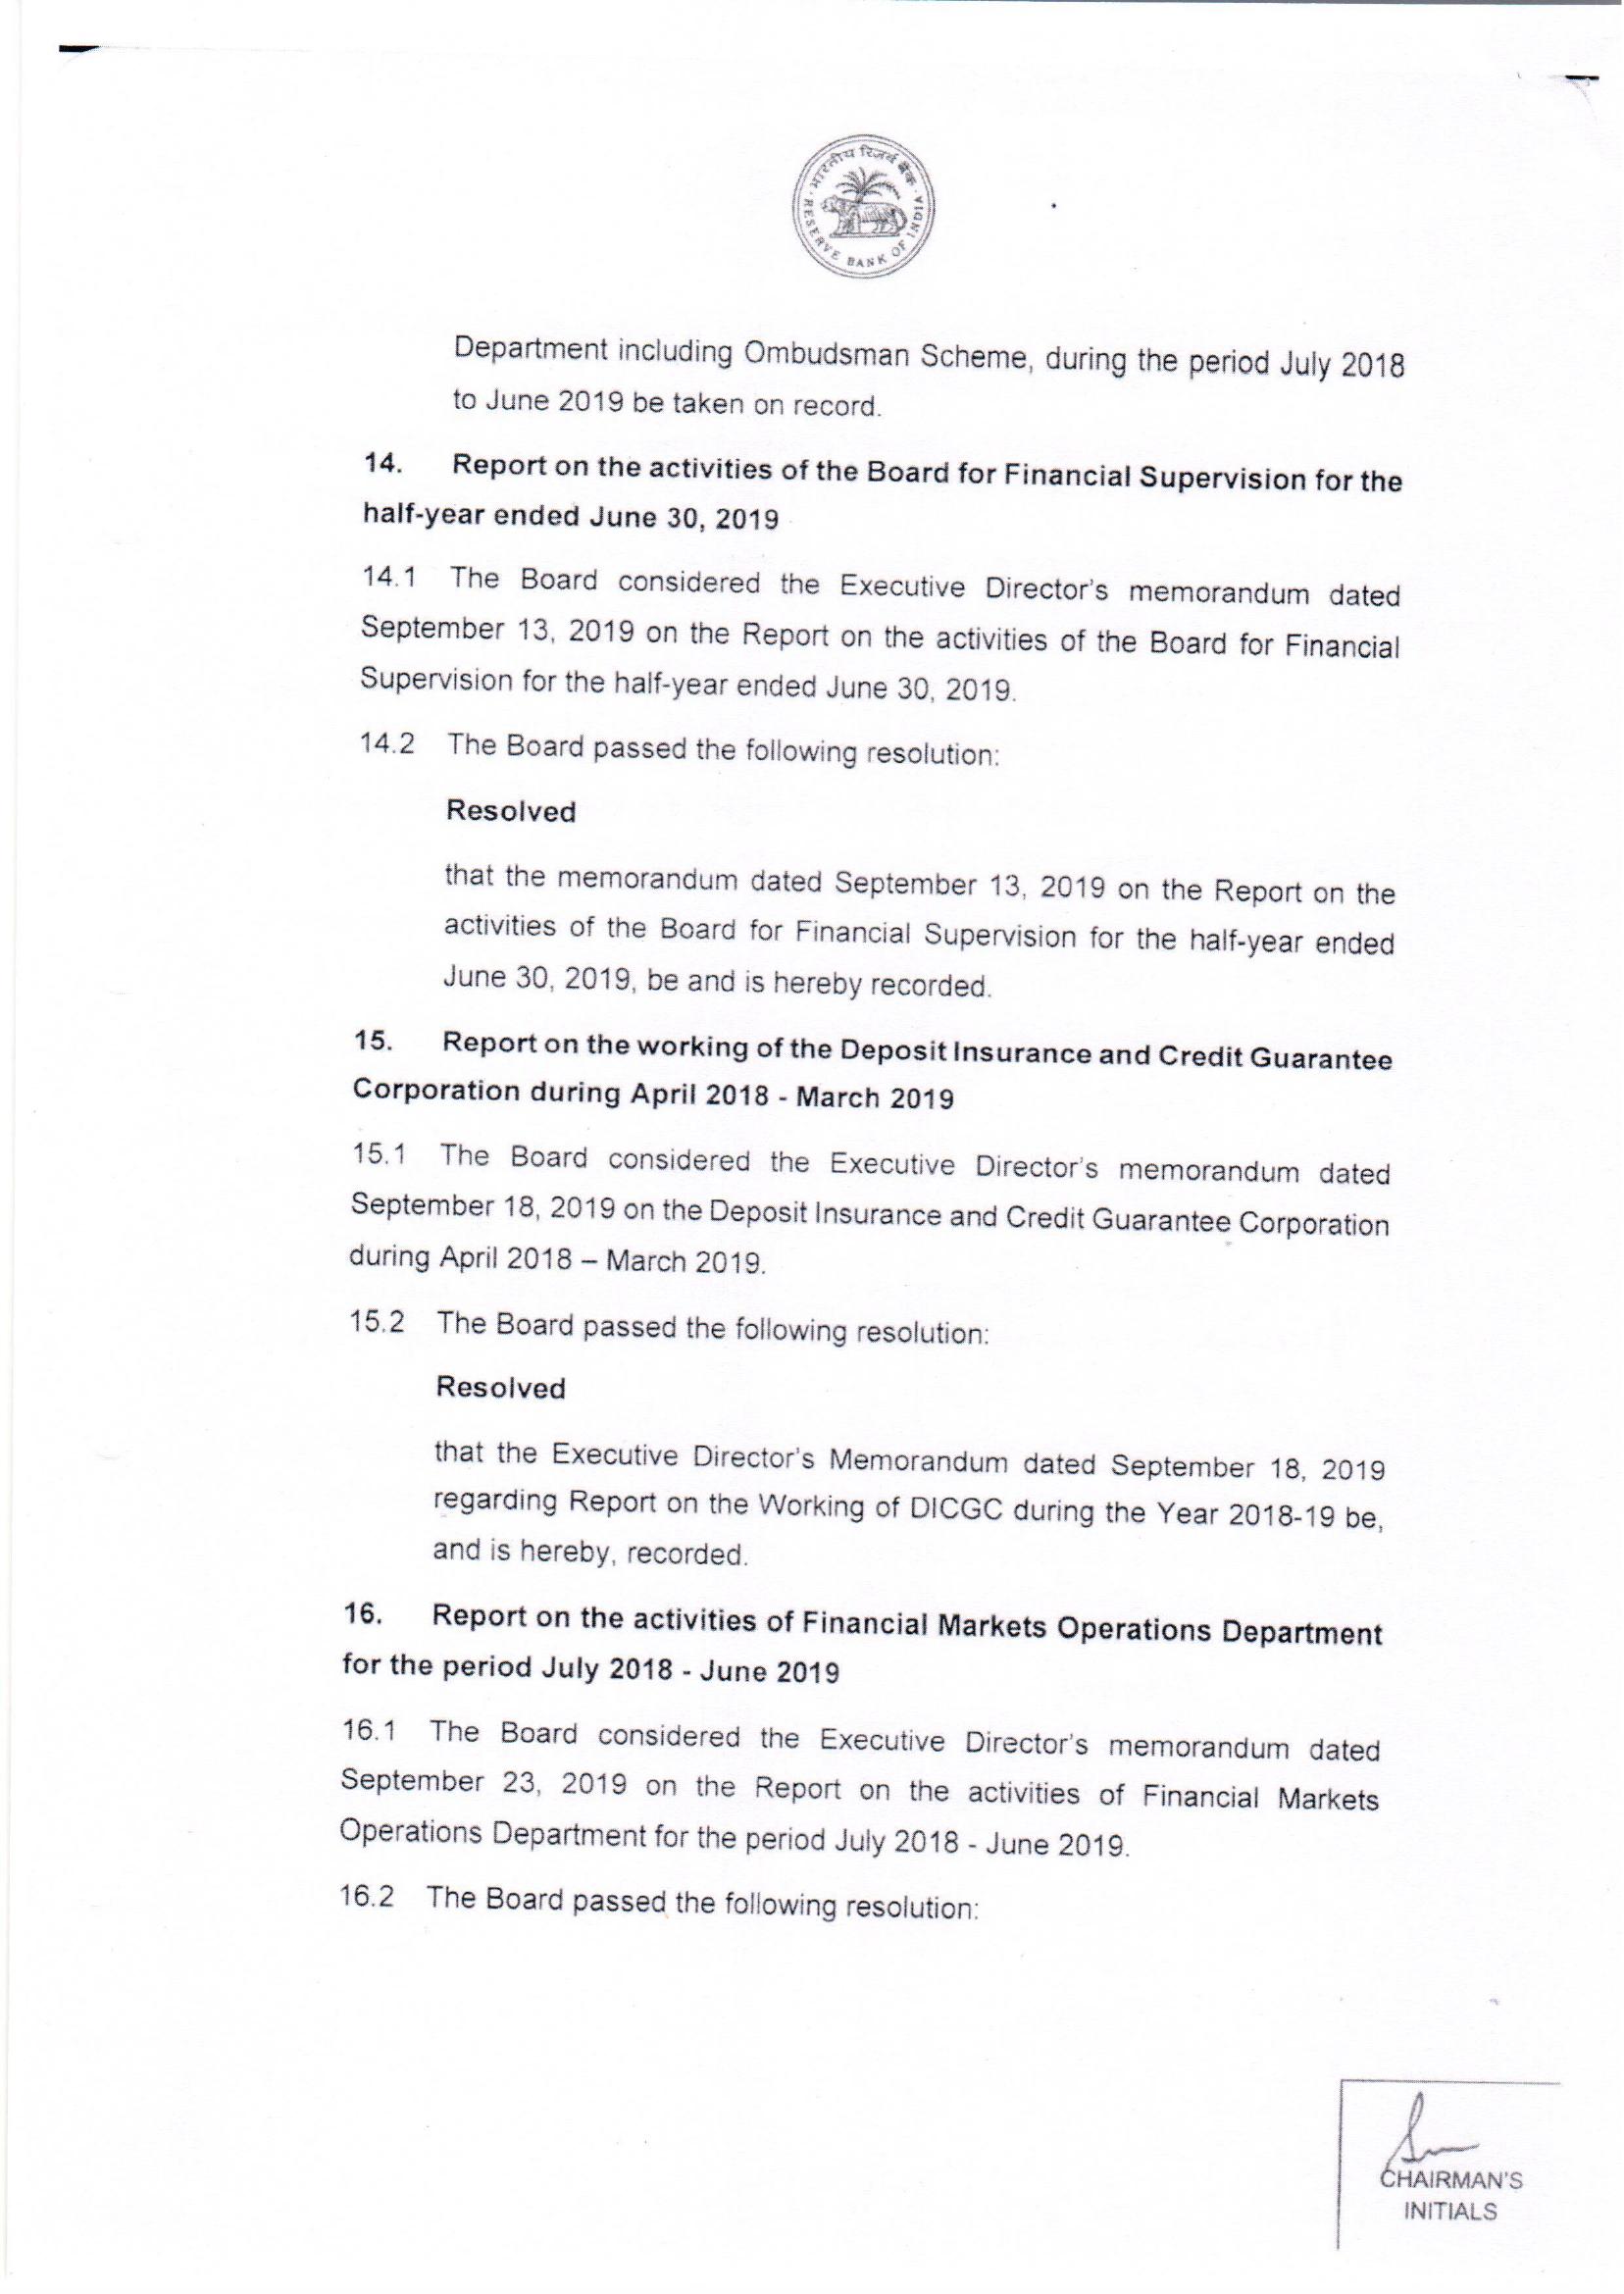 भारतीय रिज़र्व बैंक
RESERVE BANK OF INDIA
Department including Ombudsman Scheme, during the period July 2018
to June 2019 be taken on record.
14. Report on the activities of the Board for Financial Supervision for the
half-year ended June 30, 2019
14.1 The Board considered the Executive Director's memorandum dated
September 13, 2019 on the Report on the activities of the Board for Financial
Supervision for the half-year ended June 30, 2019.
14.2 The Board passed the following resolution:
Resolved
that the memorandum dated September 13, 2019 on the Report on the
activities of the Board for Financial Supervision for the half-year ended
June 30, 2019, be and is hereby recorded.
15. Report on the working of the Deposit Insurance and Credit Guarantee
Corporation during April 2018 - March 2019
15.1 The Board considered the Executive Director's memorandum dated
September 18, 2019 on the Deposit Insurance and Credit Guarantee Corporation
during April 2018 – March 2019.
15.2 The Board passed the following resolution:
Resolved
that the Executive Director's Memorandum dated September 18, 2019
regarding Report on the Working of DICGC during the Year 2018-19 be,
and is hereby, recorded.
16. Report on the activities of Financial Markets Operations Department
for the period July 2018 - June 2019
16.1 The Board considered the Executive Director's memorandum dated
September 23, 2019 on the Report on the activities of Financial Markets
Operations Department for the period July 2018 - June 2019.
16.2 The Board passed the following resolution:
CHAIRMAN'S
INITIALS